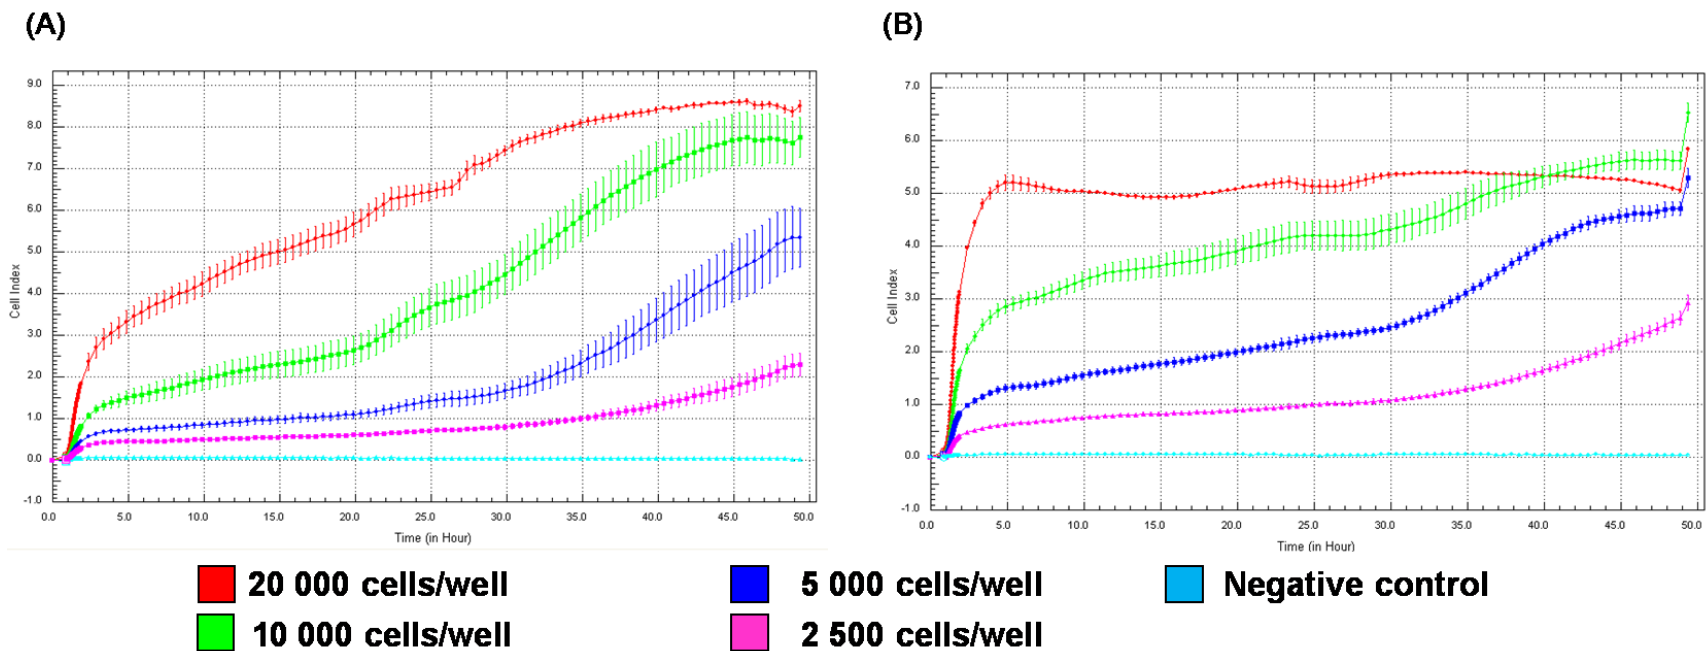 (A)
(B)
9.0
8.0
7.0
6.0
5.0
4.0
3.0
2.0
1.0
0.0
-1.0
Cell Index
0.0 5.0 10.0 15.0 20.0 25.0 30.0 35.0 40.0 45.0 50.0
Time (in Hour)
7.0
6.0
5.0
4.0
3.0
2.0
1.0
0.0
-1.0
Cell Index
0.0 5.0 10.0 15.0 20.0 25.0 30.0 35.0 40.0 45.0 50.0
Time (in Hour)
20 000 cells/well
5 000 cells/well
Negative control
10 000 cells/well
2 500 cells/well